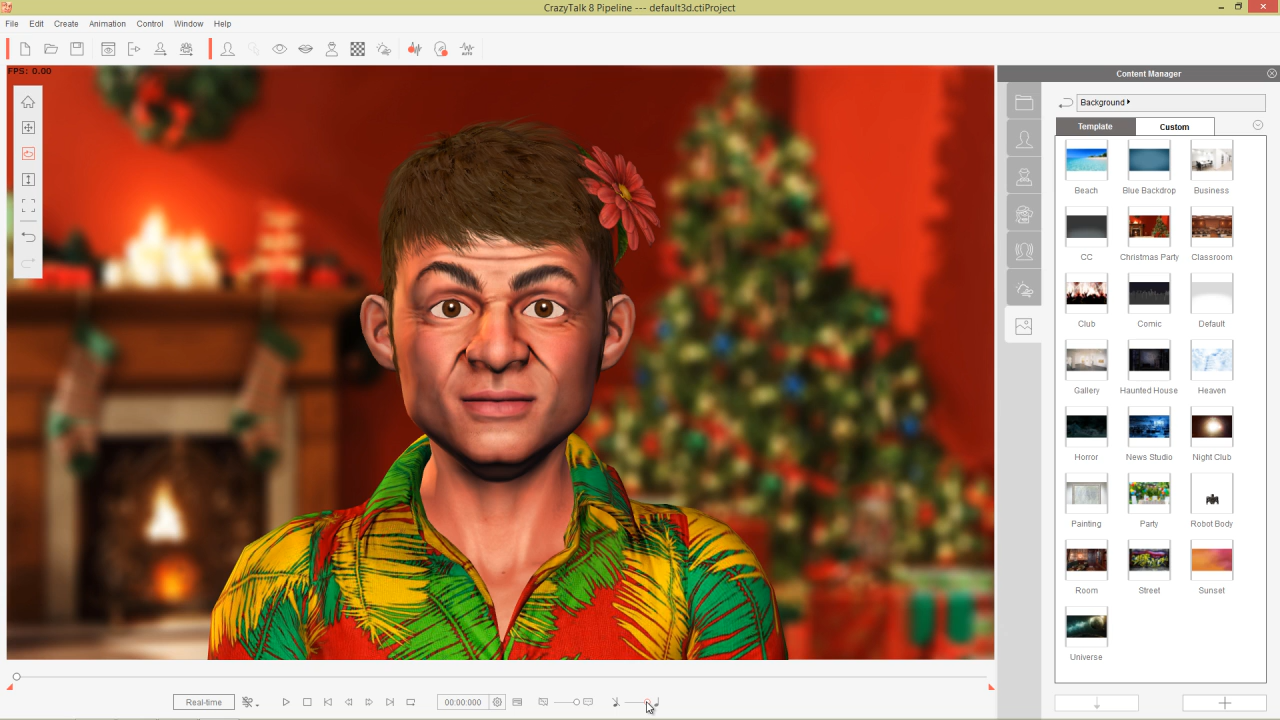 CrazyTalk 8 Pipeline --- default3d.ctiProject
File Edit Create Animation Control Window Help
FPS: 0.00
Content Manager
Background
Template Custom
Beach Blue Backdrop Business
CC Christmas Party Classroom
Club Comic Default
Gallery Haunted House Heaven
Horror News Studio Night Club
Painting Party Robot Body
Room Street Sunset
Universe
Real-time 00:00:000